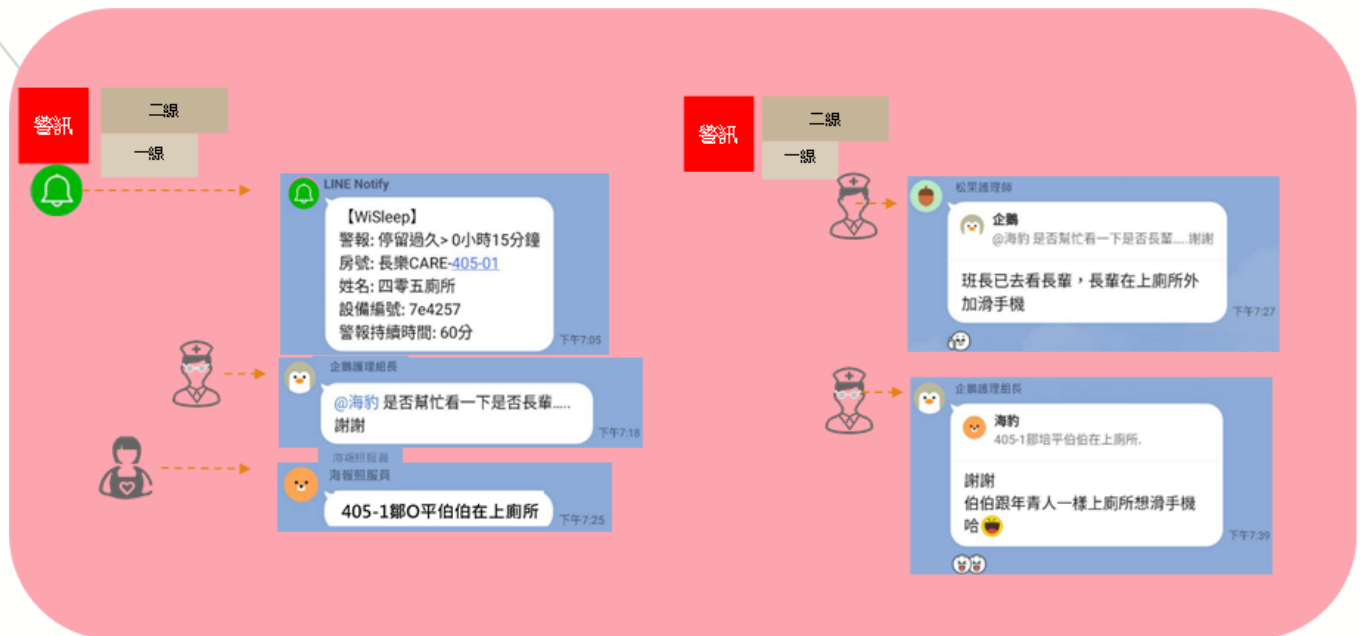 警訊
二線
一線
LINE Notify
【WiSleep】
警報: 停留過久> 0小時15分鐘
房號: 長樂CARE-405-01
姓名: 四零五廁所
設備編號: 7e4257
警報持續時間: 60分
下午7:05
企鵝護理組長
@海豹 是否幫忙看一下是否長輩.....
謝謝
下午7:18
海報照服員
海報照服員
405-1鄒O平伯伯在上廁所
下午7:25
警訊
二線
一線
松果護理師
企鵝
@海豹 是否幫忙看一下是否長輩.....謝謝
班長已去看長輩，長輩在上廁所外
加滑手機
下午7:27
企鵝護理組長
海豹
405-1鄒培平伯伯在上廁所.
謝謝
伯伯跟年青人一樣上廁所想滑手機
哈
下午7:39